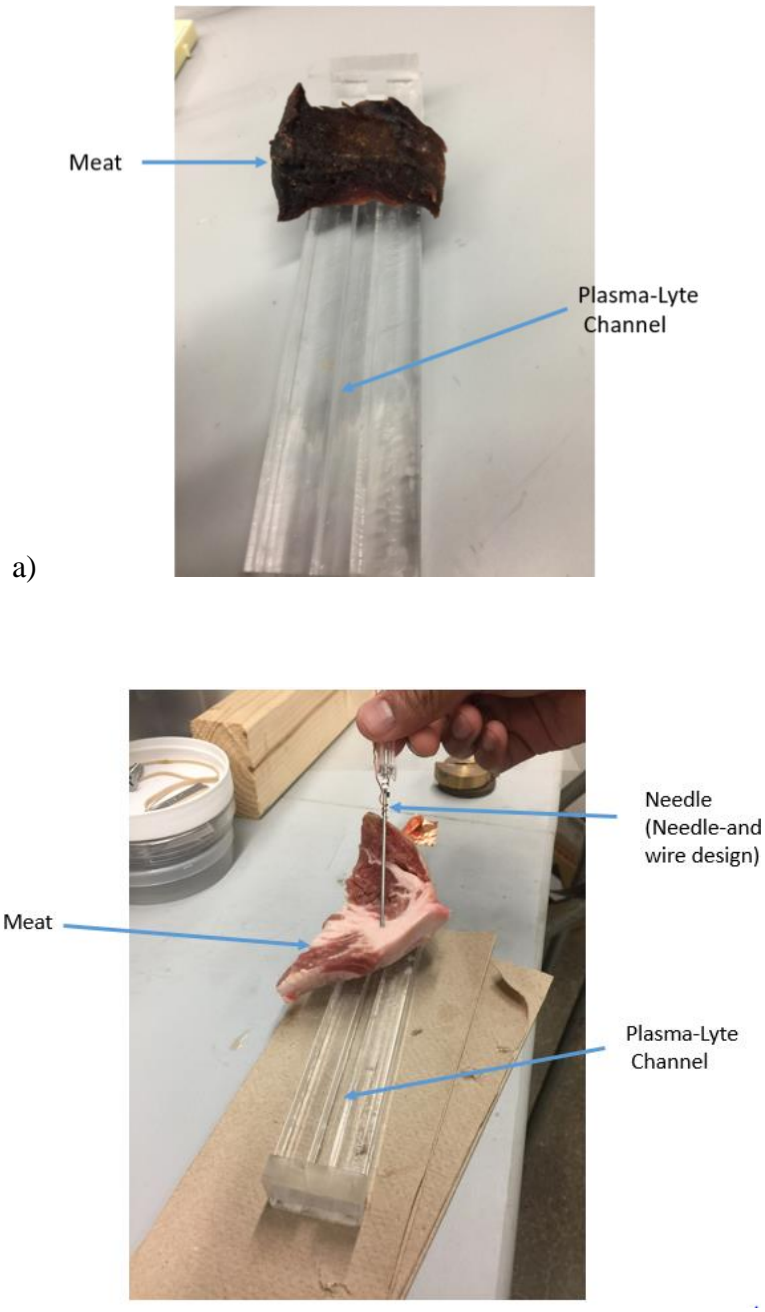 Meat
Plasma-Lyte
Channel
a)
Needle
(Needle-and
wire design)
Meat
Plasma-Lyte
Channel